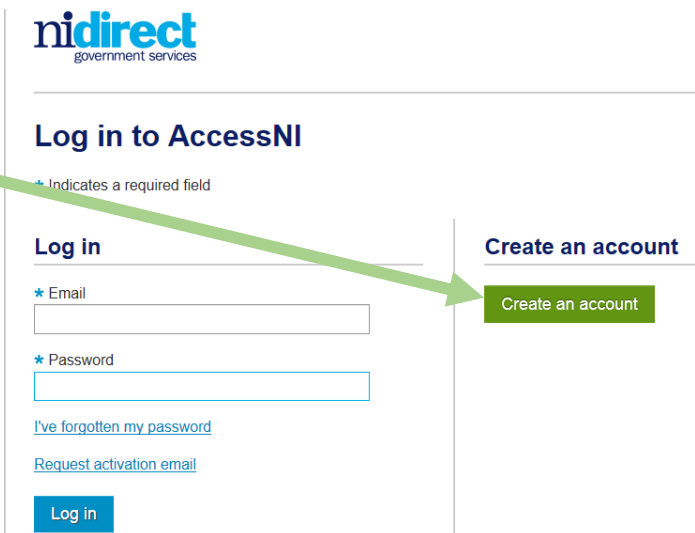 nidirect
government services
Log in to AccessNI
* Indicates a required field
Log in
* Email
* Password
I've forgotten my password
Request activation email
Log in
Create an account
Create an account